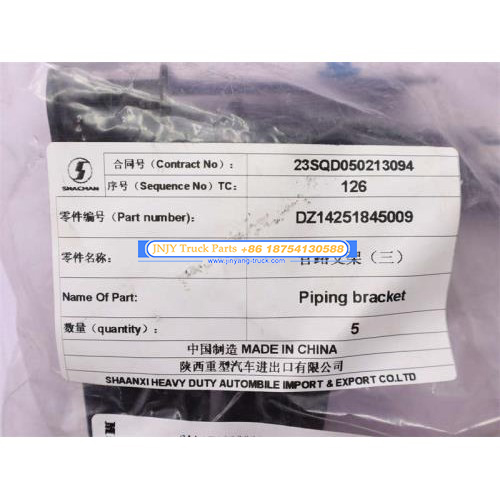 SHACMAN
合同号（Contract No）: 23SQD050213094
序号（Sequence No）TC: 126
零件编号（Part number）: DZ14251845009
JNJY Truck Parts +86 18754130588
www.jinyang-truck.com
零件名称: 管路支架（三）
Name Of Part: Piping bracket
数量（quantity）: 5
中国制造 MADE IN CHINA
陕西重型汽车进出口有限公司
SHAANXI HEAVY DUTY AUTOMBILE IMPORT & EXPORT CO.LTD